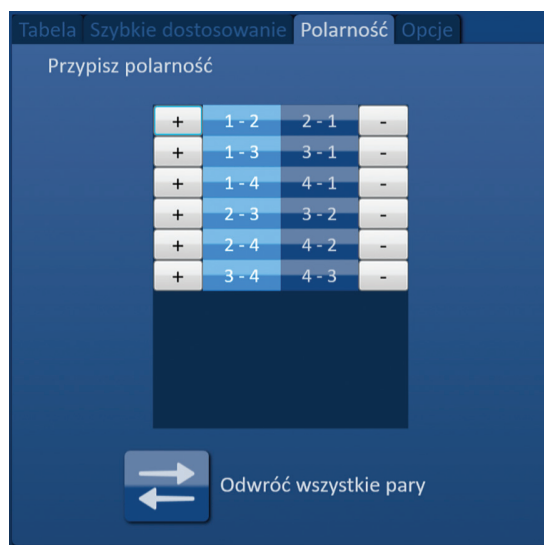 Tabela Szybkie dostosowanie Polarność Opcje
Przypisz polarność
+ 1 - 2 2 - 1 -
+ 1 - 3 3 - 1 -
+ 1 - 4 4 - 1 -
+ 2 - 3 3 - 2 -
+ 2 - 4 4 - 2 -
+ 3 - 4 4 - 3 -
Odwróć wszystkie pary